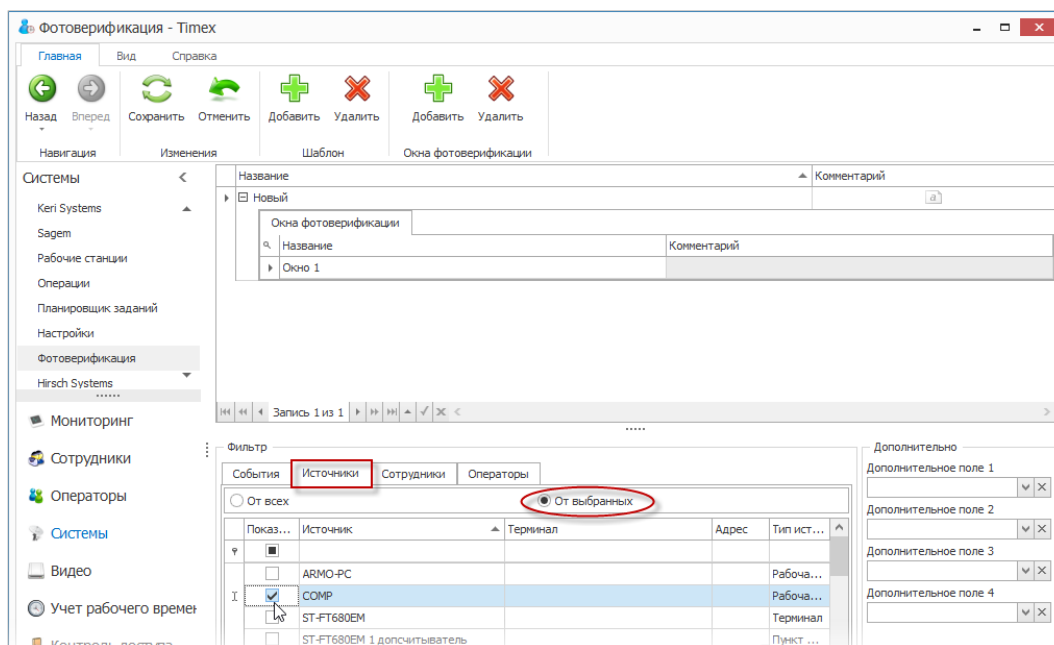 Фотоверификация - Timex
Главная Вид Справка
Назад Вперед Сохранить Отменить Добавить Удалить Добавить Удалить
Навигация Изменения Шаблон Окна фотоверификации
Системы
Keri Systems
Sagem
Рабочие станции
Операции
Планировщик заданий
Настройки
Фотоверификация
Hirsch Systems
Мониторинг
Сотрудники
Операторы
Системы
Видео
Учет рабочего времен
Контроль доступа
Название Комментарий
Новый
Окна фотоверификации
Название Комментарий
Окно 1
Запись 1 из 1
Фильтр
События Источники Сотрудники Операторы
От всех От выбранных
Показ... Источник Терминал Адрес Тип ист...
ARMO-PC Рабоча...
COMP Рабоча...
ST-FT680EM Терминал
ST-FT680EM 1 допсчитыватель Пункт ...
Дополнительно
Дополнительное поле 1
Дополнительное поле 2
Дополнительное поле 3
Дополнительное поле 4